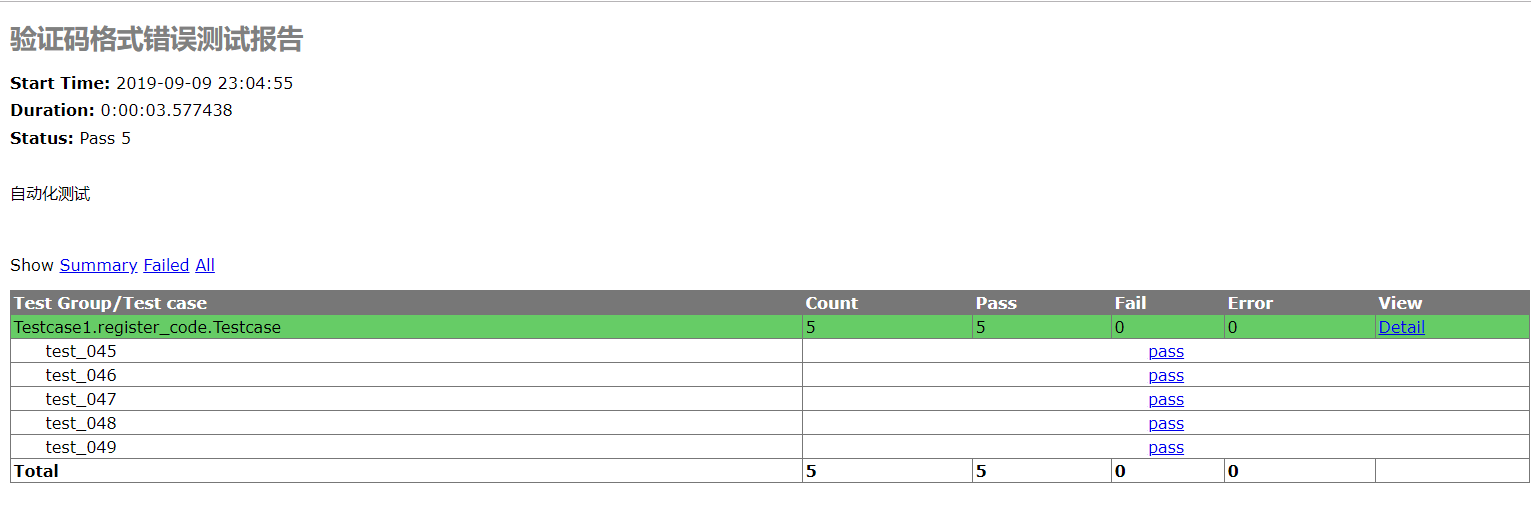 验证码格式错误测试报告
Start Time: 2019-09-09 23:04:55
Duration: 0:00:03.577438
Status: Pass 5
自动化测试
Show Summary Failed All
Test Group/Test case Count Pass Fail Error View
Testcase1.register_code.Testcase 5 5 0 0 Detail
test_045 pass
test_046 pass
test_047 pass
test_048 pass
test_049 pass
Total 5 5 0 0